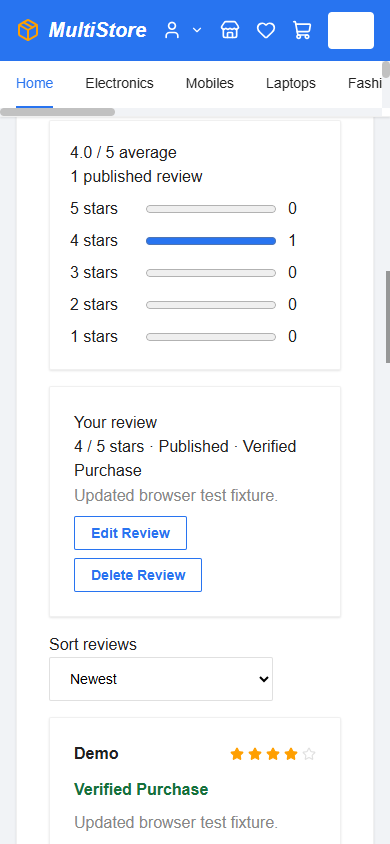 MultiStore
Home Electronics Mobiles Laptops Fashi
4.0 / 5 average
1 published review
5 stars 0
4 stars 1
3 stars 0
2 stars 0
1 stars 0
Your review
4 / 5 stars · Published · Verified
Purchase
Updated browser test fixture.
Edit Review
Delete Review
Sort reviews
Newest
Demo
Verified Purchase
Updated browser test fixture.